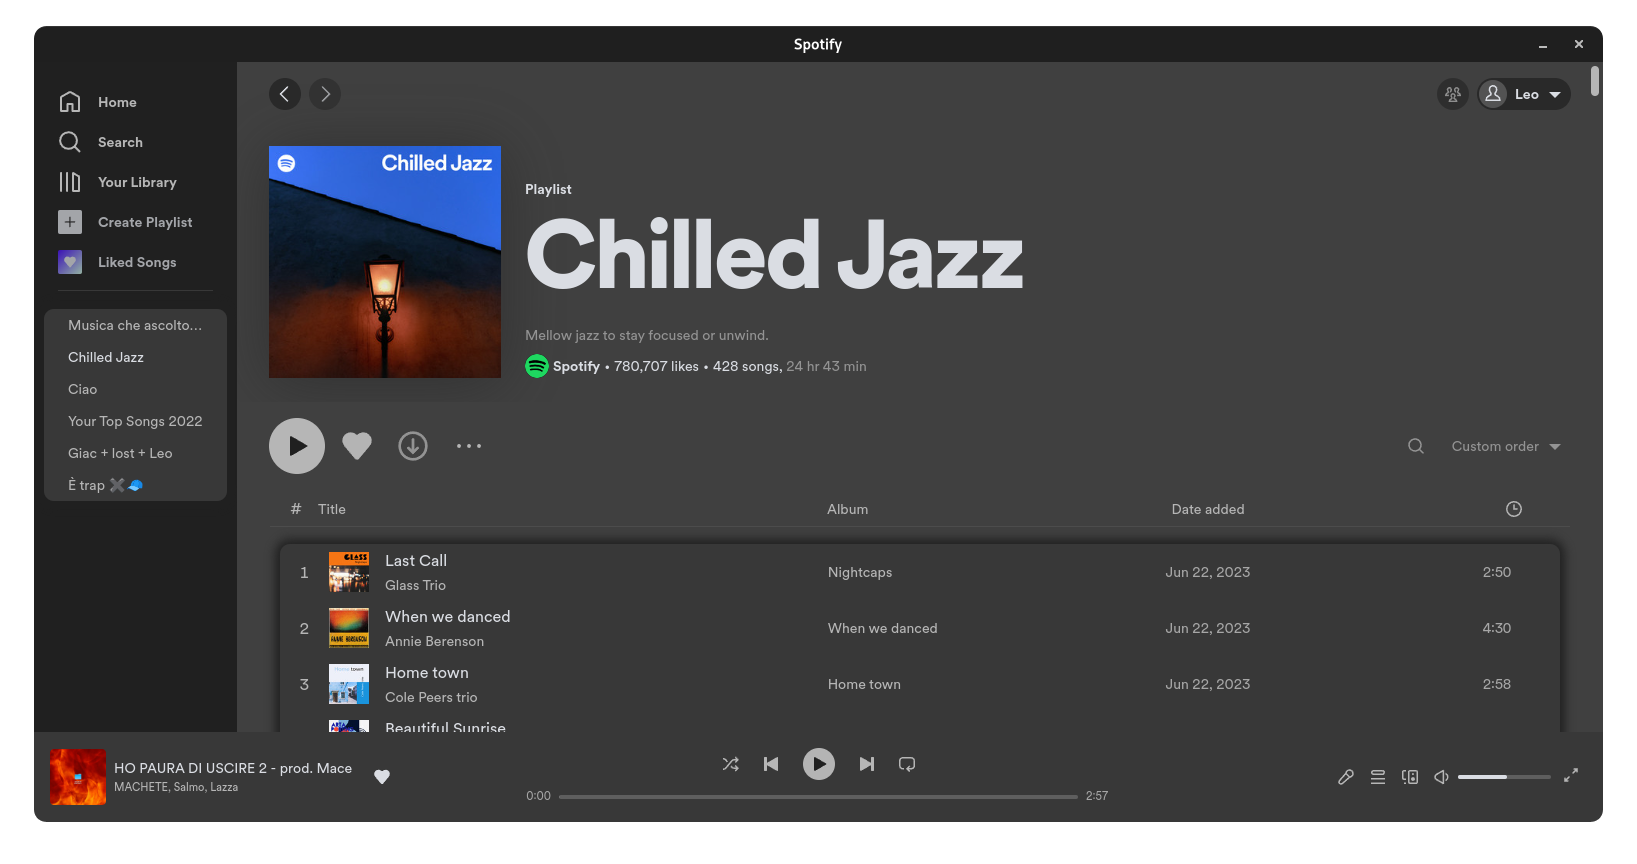 Spotify
Home
Search
Your Library
Create Playlist
Liked Songs
Musica che ascolto...
Chilled Jazz
Ciao
Your Top Songs 2022
Giac + lost + Leo
È trap ✖️🧢
Leo
Chilled Jazz
Playlist
Chilled Jazz
Mellow jazz to stay focused or unwind.
Spotify • 780,707 likes • 428 songs, 24 hr 43 min
Custom order
# Title Album Date added
GLASS
1 Last Call Nightcaps Jun 22, 2023 2:50
Glass Trio
2 When we danced When we danced Jun 22, 2023 4:30
Annie Berenson
ANNIE BERENSON
Home town
3 Home town Home town Jun 22, 2023 2:58
Cole Peers trio
Beautiful Sunrise
HO PAURA DI USCIRE 2 - prod. Mace
MACHETE, Salmo, Lazza
0:00 2:57